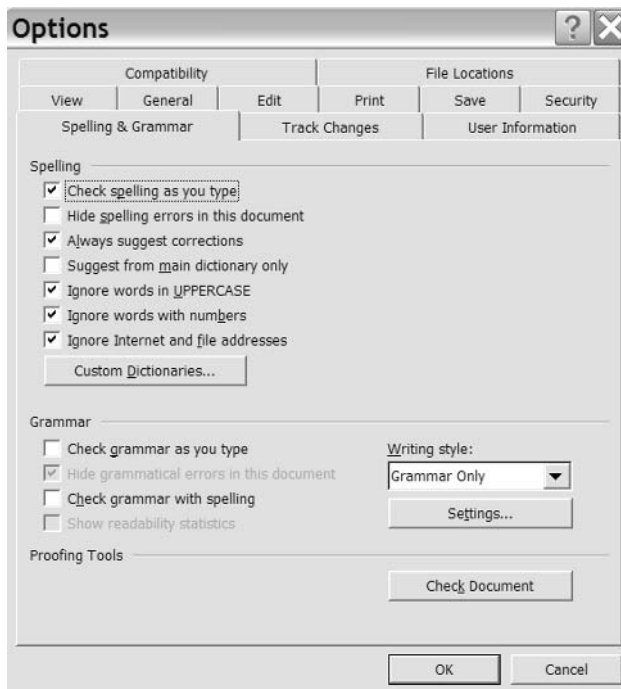 Options ?
Compatibility File Locations
View General Edit Print Save Security
Spelling & Grammar Track Changes User Information
Spelling
Check spelling as you type
Hide spelling errors in this document
Always suggest corrections
Suggest from main dictionary only
Ignore words in UPPERCASE
Ignore words with numbers
Ignore Internet and file addresses
Custom Dictionaries...
Grammar
Check grammar as you type Writing style:
Hide grammatical errors in this document Grammar Only
Check grammar with spelling
Show readability statistics Settings...
Proofing Tools
Check Document
OK Cancel